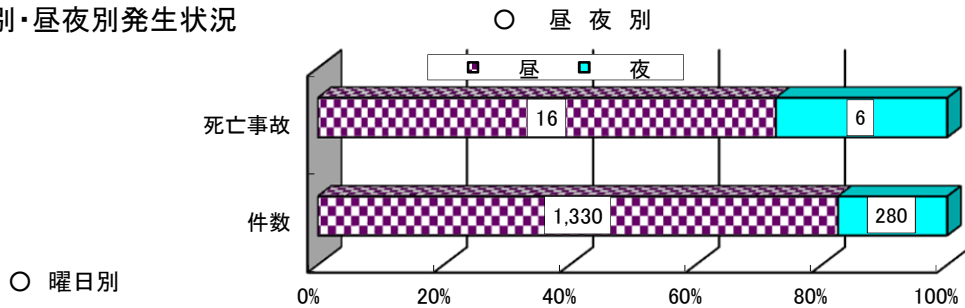 別・昼夜別発生状況
○ 昼 夜 別
昼 夜
死亡事故 16 6
件数 1,330 280
0% 20% 40% 60% 80% 100%
○ 曜日別